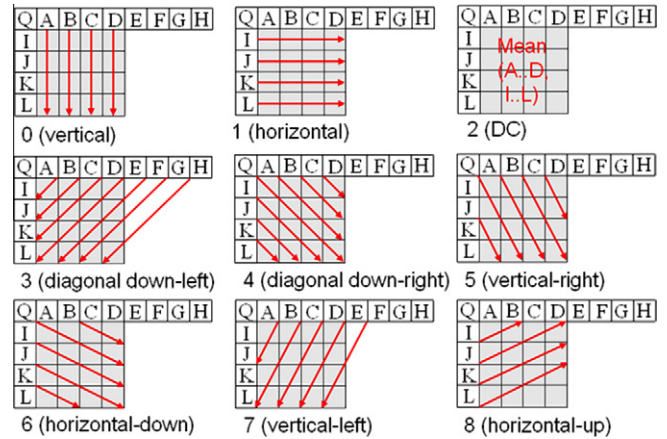 Q A B C D E F G H
I
J
K
L
0 (vertical)
Q A B C D E F G H
I
J
K
L
1 (horizontal)
Q A B C D E F G H
I
J
K
L
Mean
(A..D,
I..L)
2 (DC)
Q A B C D E F G H
I
J
K
L
3 (diagonal down-left)
Q A B C D E F G H
I
J
K
L
4 (diagonal down-right)
Q A B C D E F G H
I
J
K
L
5 (vertical-right)
Q A B C D E F G H
I
J
K
L
6 (horizontal-down)
Q A B C D E F G H
I
J
K
L
7 (vertical-left)
Q A B C D E F G H
I
J
K
L
8 (horizontal-up)